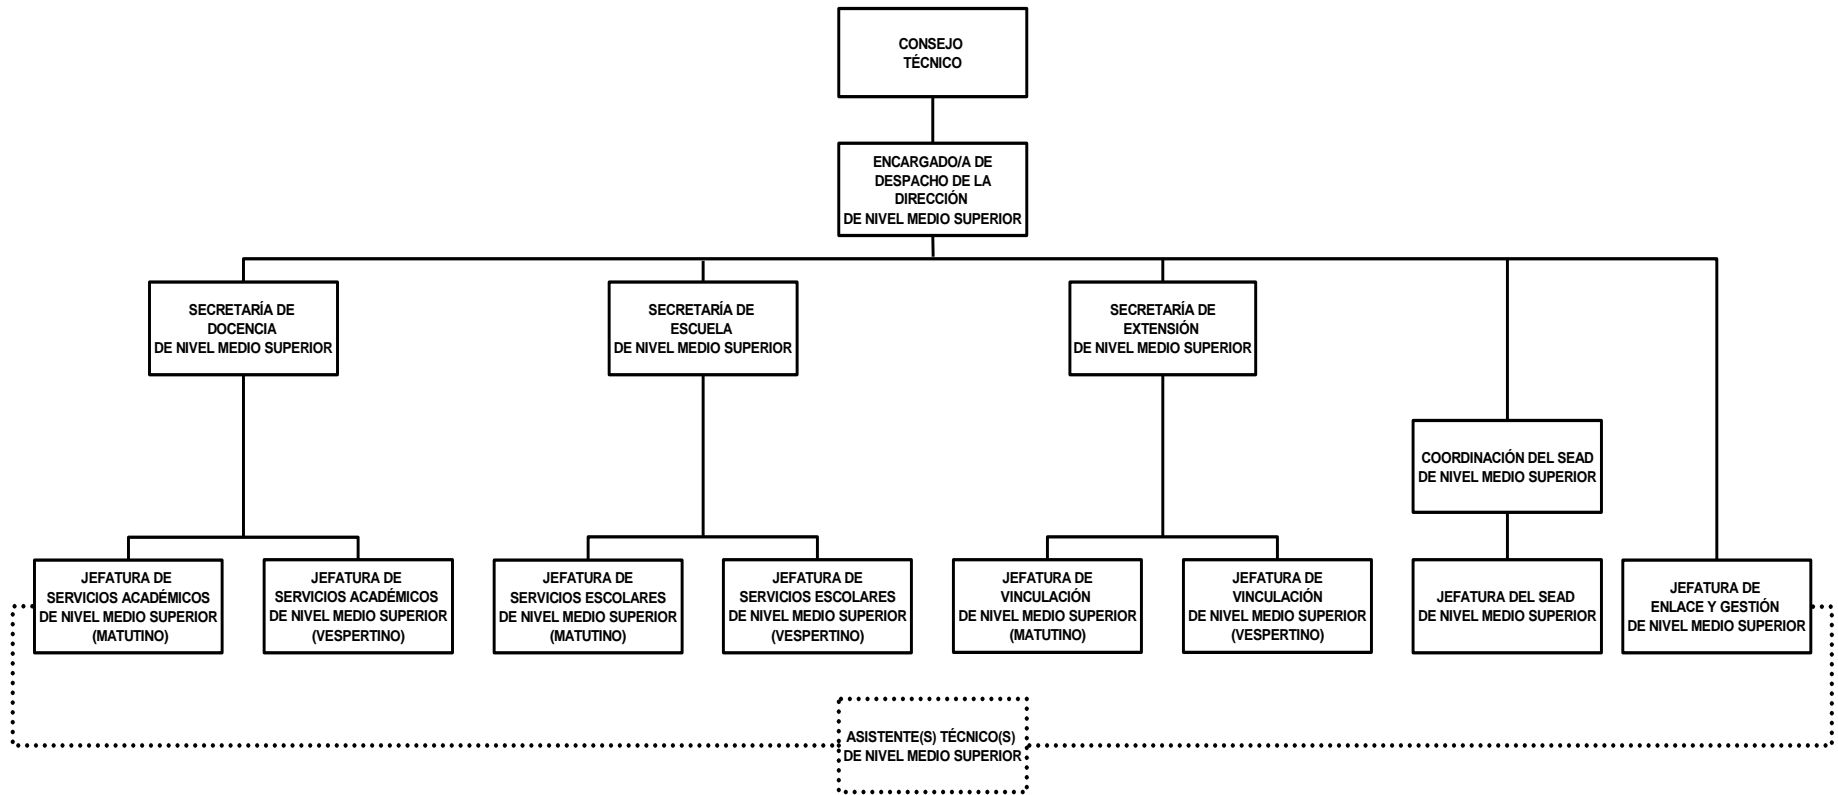 CONSEJO
TÉCNICO
ENCARGADO/A DE
DESPACHO DE LA
DIRECCIÓN
DE NIVEL MEDIO SUPERIOR
SECRETARÍA DE
DOCENCIA
DE NIVEL MEDIO SUPERIOR
SECRETARÍA DE
ESCUELA
DE NIVEL MEDIO SUPERIOR
SECRETARÍA DE
EXTENSIÓN
DE NIVEL MEDIO SUPERIOR
COORDINACIÓN DEL SEAD
DE NIVEL MEDIO SUPERIOR
JEFATURA DE
SERVICIOS ACADÉMICOS
DE NIVEL MEDIO SUPERIOR
(MATUTINO)
JEFATURA DE
SERVICIOS ACADÉMICOS
DE NIVEL MEDIO SUPERIOR
(VESPERTINO)
JEFATURA DE
SERVICIOS ESCOLARES
DE NIVEL MEDIO SUPERIOR
(MATUTINO)
JEFATURA DE
SERVICIOS ESCOLARES
DE NIVEL MEDIO SUPERIOR
(VESPERTINO)
JEFATURA DE
VINCULACIÓN
DE NIVEL MEDIO SUPERIOR
(MATUTINO)
JEFATURA DE
VINCULACIÓN
DE NIVEL MEDIO SUPERIOR
(VESPERTINO)
JEFATURA DEL SEAD
DE NIVEL MEDIO SUPERIOR
JEFATURA DE
ENLACE Y GESTIÓN
DE NIVEL MEDIO SUPERIOR
ASISTENTE(S) TÉCNICO(S)
DE NIVEL MEDIO SUPERIOR